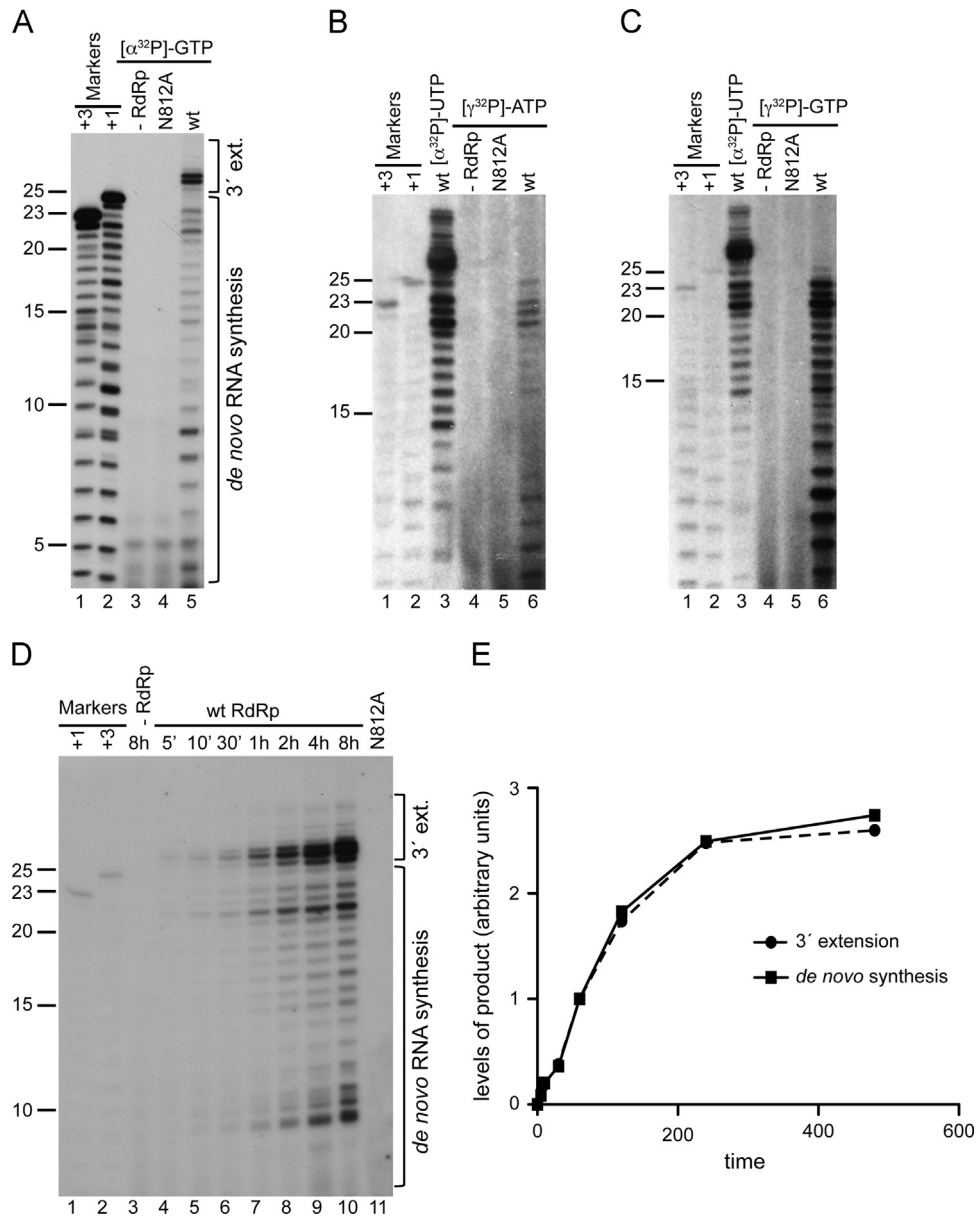 A
[α³²P]-GTP
Markers
+3
+1
- RdRp
N812A
wt
3´ ext.
25
23
20
15
10
5
de novo RNA synthesis
1 2 3 4 5
B
[γ³²P]-ATP
Markers
+3
+1
wt [α³²P]-UTP
- RdRp
N812A
wt
25
23
20
15
1 2 3 4 5 6
C
[γ³²P]-GTP
Markers
+3
+1
wt [α³²P]-UTP
- RdRp
N812A
wt
25
23
20
15
1 2 3 4 5 6
D
Markers
- RdRp
wt RdRp
N812A
+1 +3 8h 5’ 10’ 30’ 1h 2h 4h 8h
3´ ext.
25
23
20
15
10
de novo RNA synthesis
1 2 3 4 5 6 7 8 9 10 11
E
levels of product (arbitrary units)
3
2
1
0
0 200 400 600
time
3´ extension
de novo synthesis